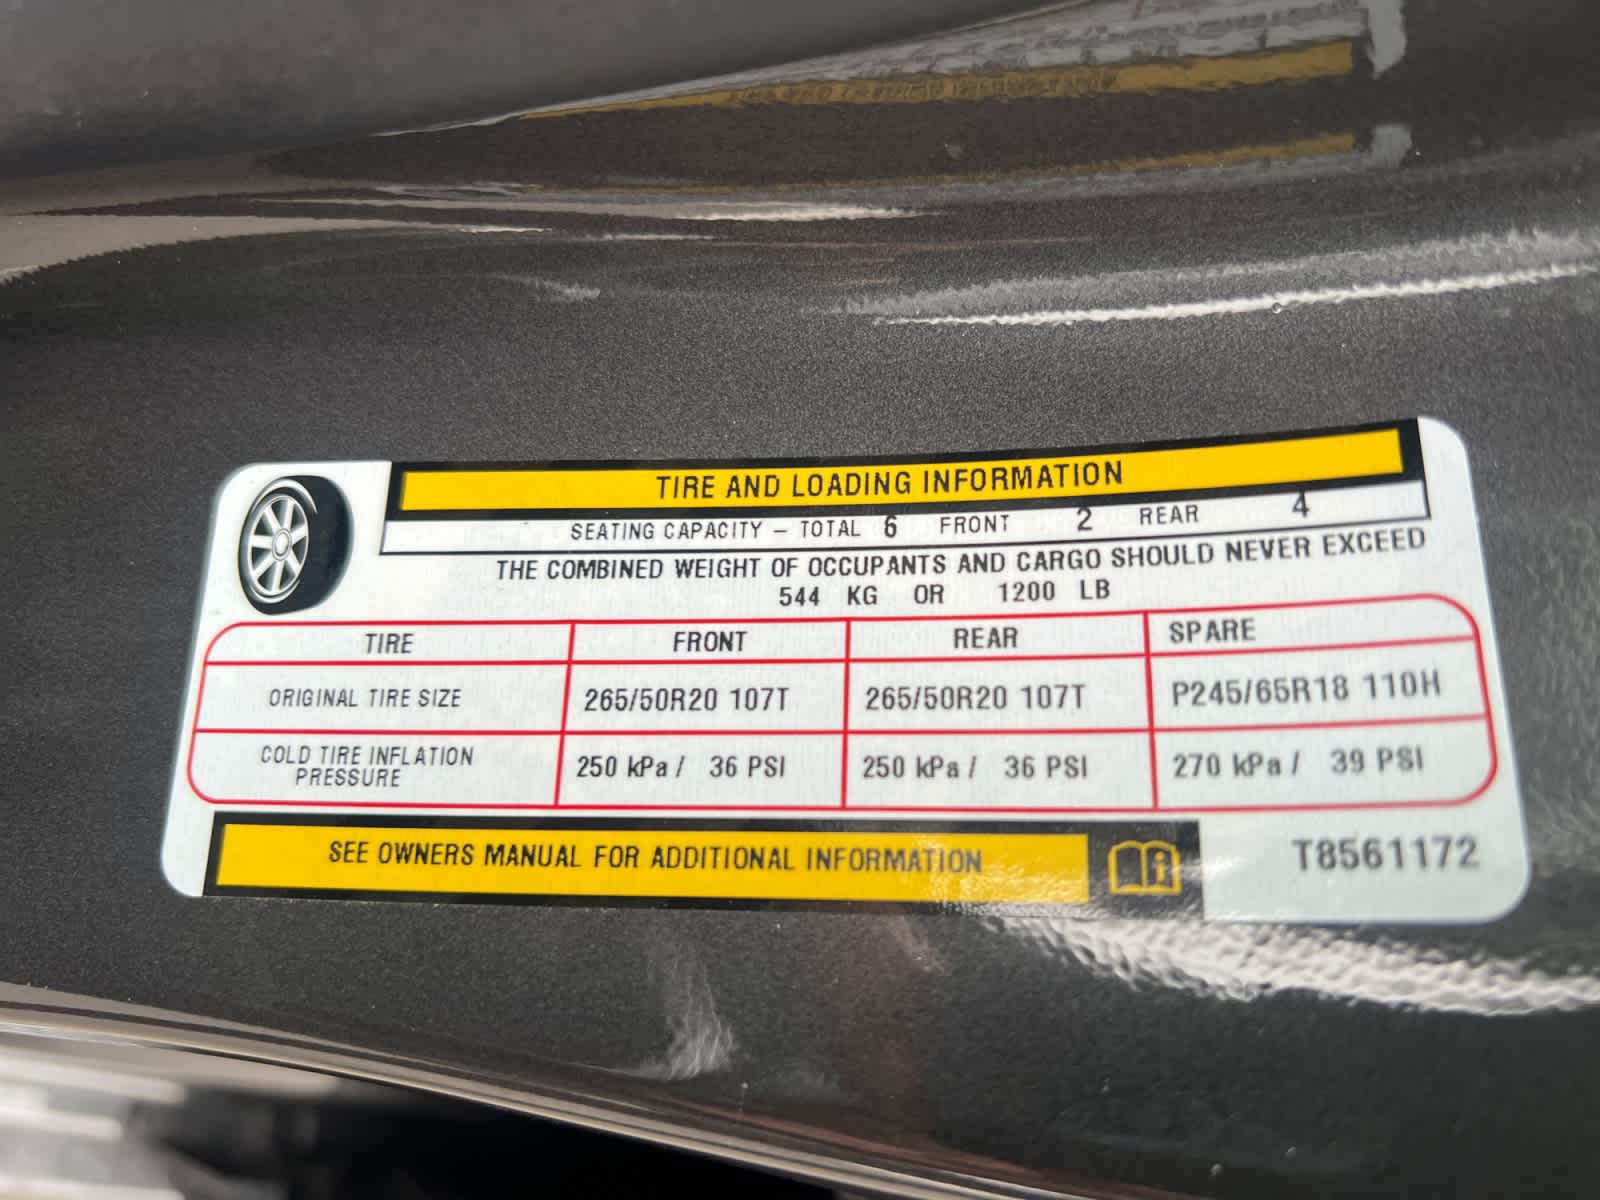 TIRE AND LOADING INFORMATION
SEATING CAPACITY – TOTAL 6 FRONT 2 REAR 4
THE COMBINED WEIGHT OF OCCUPANTS AND CARGO SHOULD NEVER EXCEED
544 KG OR 1200 LB
TIRE FRONT REAR SPARE
ORIGINAL TIRE SIZE 265/50R20 107T 265/50R20 107T P245/65R18 110H
COLD TIRE INFLATION
PRESSURE 250 kPa / 36 PSI 250 kPa / 36 PSI 270 kPa / 39 PSI
SEE OWNERS MANUAL FOR ADDITIONAL INFORMATION
T8561172